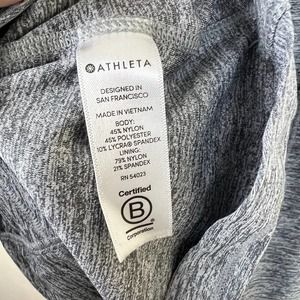 ATHLETA
DESIGNED IN
SAN FRANCISCO
MADE IN VIETNAM
BODY:
45% NYLON
45% POLYESTER
10% LYCRA® SPANDEX
LINING:
79% NYLON
21% SPANDEX
RN 54023
Certified
B
Corporation